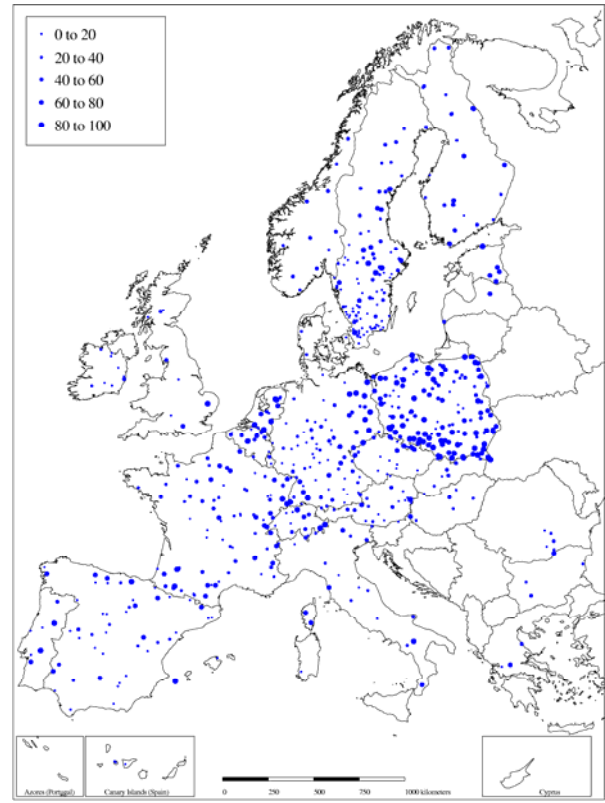 0 to 20
20 to 40
40 to 60
60 to 80
80 to 100
Azores (Portugal)
Canary Islands (Spain)
0 250 500 750 1000 kilometers
Cyprus